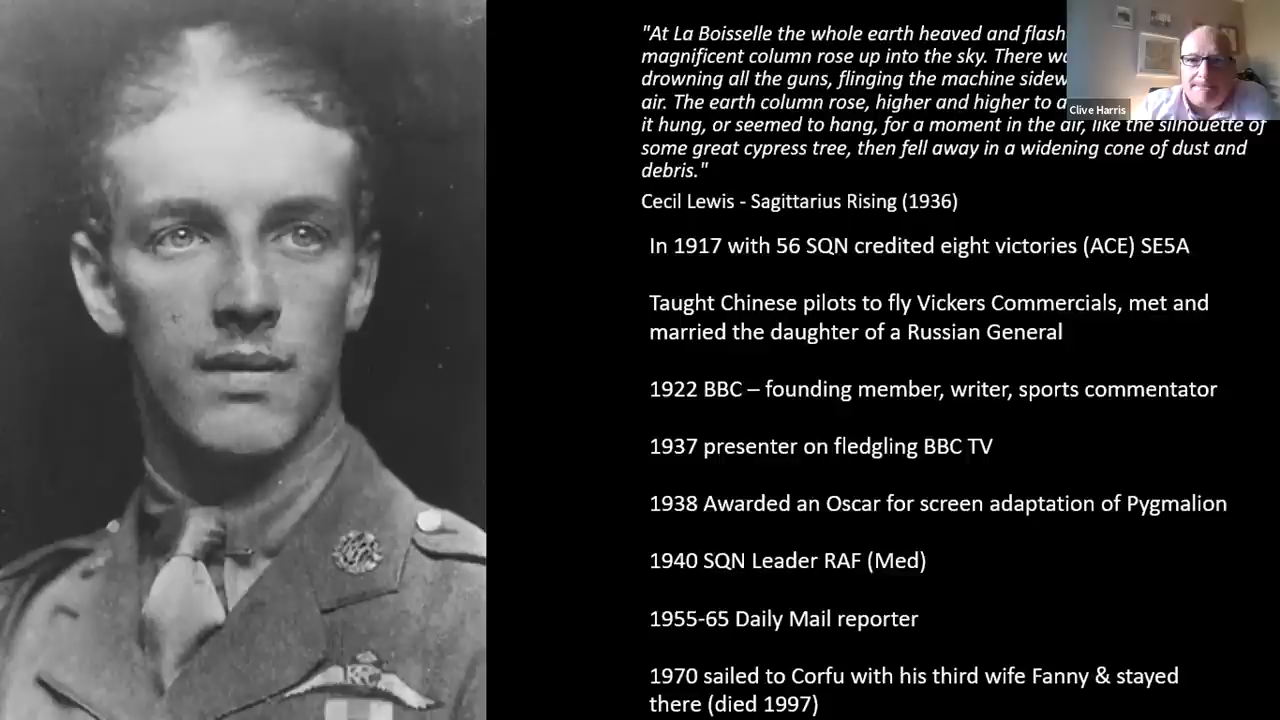 "At La Boisselle the whole earth heaved and flash
magnificent column rose up into the sky. There
drowning all the guns, flinging the machine sidew
air. The earth column rose, higher and higher to
it hung, or seemed to hang, for a moment in the air, like the silhouette of
some great cypress tree, then fell away in a widening cone of dust and
debris."
Clive Harris
Cecil Lewis - Sagittarius Rising (1936)
In 1917 with 56 SQN credited eight victories (ACE) SE5A
Taught Chinese pilots to fly Vickers Commercials, met and
married the daughter of a Russian General
1922 BBC – founding member, writer, sports commentator
1937 presenter on fledgling BBC TV
1938 Awarded an Oscar for screen adaptation of Pygmalion
1940 SQN Leader RAF (Med)
1955-65 Daily Mail reporter
1970 sailed to Corfu with his third wife Fanny & stayed
there (died 1997)